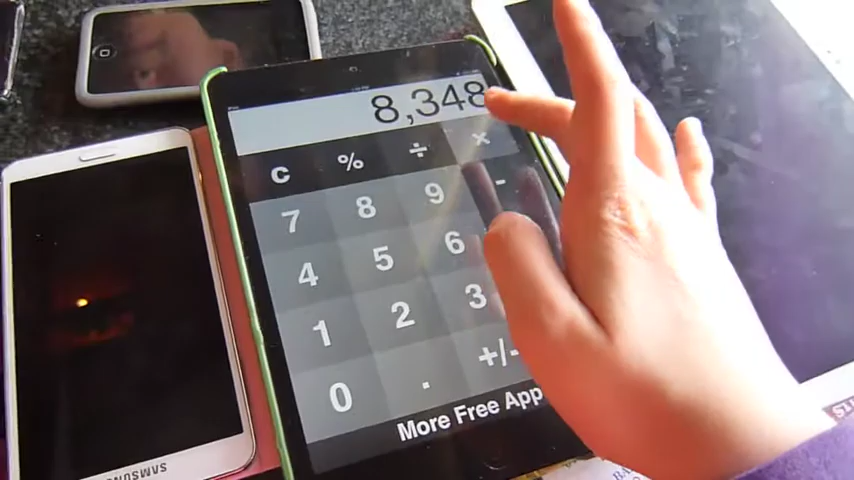 8,348
C % ÷ ×
7 8 9 -
4 5 6
1 2 3
0 . +/-
More Free App
SAMSUNG